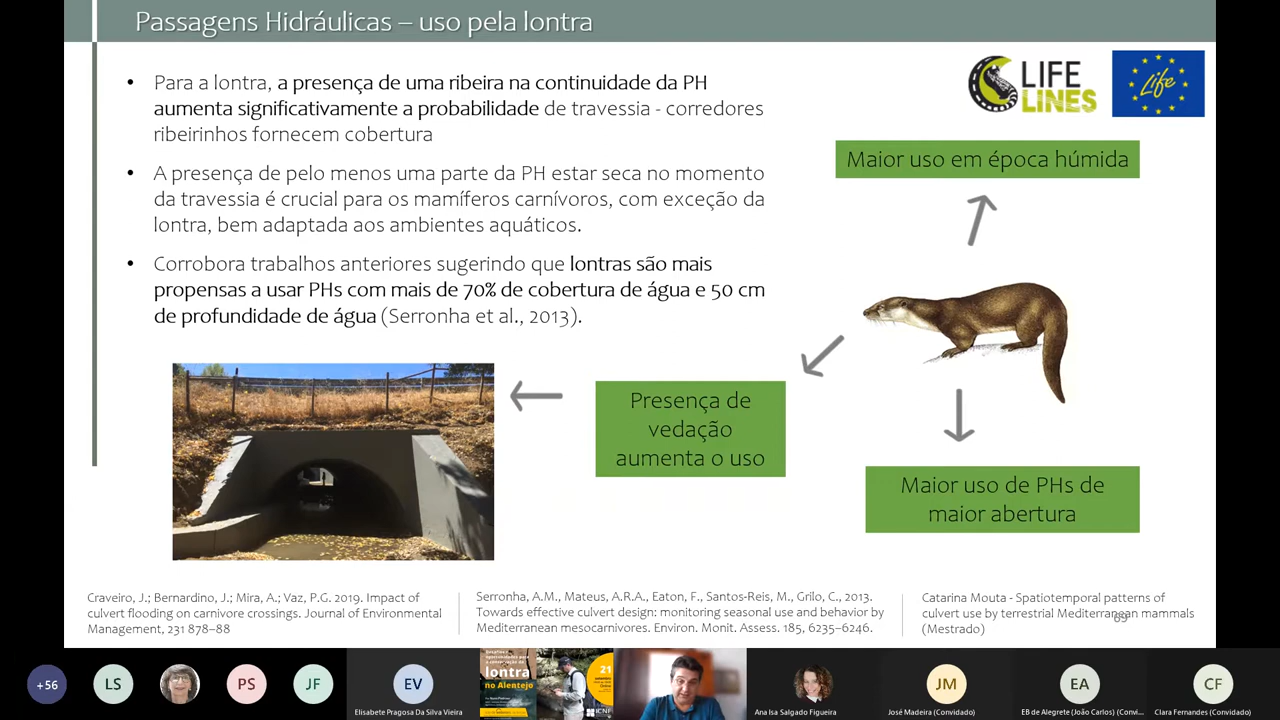 Passagens Hidráulicas – uso pela lontra
• Para a lontra, a presença de uma ribeira na continuidade da PH
aumenta significativamente a probabilidade de travessia - corredores
ribeirinhos fornecem cobertura
• A presença de pelo menos uma parte da PH estar seca no momento
da travessia é crucial para os mamíferos carnívoros, com exceção da
lontra, bem adaptada aos ambientes aquáticos.
• Corrobora trabalhos anteriores sugerindo que lontras são mais
propensas a usar PHs com mais de 70% de cobertura de água e 50 cm
de profundidade de água (Serronha et al., 2013).
LIFE
LINES
Life
Maior uso em época húmida
Presença de
vedação
aumenta o uso
Maior uso de PHs de
maior abertura
Craveiro, J.; Bernardino, J.; Mira, A.; Vaz, P.G. 2019. Impact of
culvert flooding on carnivore crossings. Journal of Environmental
Management, 231 878–88
Serronha, A.M., Mateus, A.R.A., Eaton, F., Santos-Reis, M., Grilo, C., 2013.
Towards effective culvert design: monitoring seasonal use and behavior by
Mediterranean mesocarnivores. Environ. Monit. Assess. 185, 6235–6246.
Catarina Mouta - Spatiotemporal patterns of
culvert use by terrestrial Mediterranean mammals
(Mestrado)
+56
LS
PS
JF
EV
Elisabete Pragosa Da Silva Vieira
lontra
no Alentejo
21
ICNF
Ana Isa Salgado Figueira
JM
José Madeira (Convidado)
EA
EB de Alegrete (João Carlos) (Convi...
CF
Clara Fernandes (Convidado)